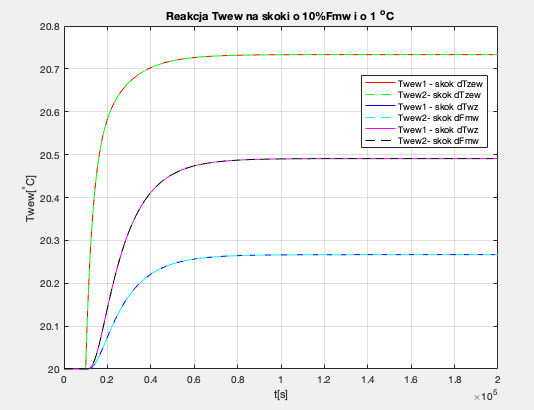 Reakcja Twew na skoki o 10%Fmw i o 1 °C
20.8
20.7
20.6
20.5
20.4
20.3
20.2
20.1
20
Twew[°C]
Twew1 - skok dTzew
Twew2- skok dTzew
Twew1 - skok dTwz
Twew2- skok dFmw
Twew1 - skok dTwz
Twew2- skok dFmw
0 0.2 0.4 0.6 0.8 1 1.2 1.4 1.6 1.8 2
t[s]
×10⁵